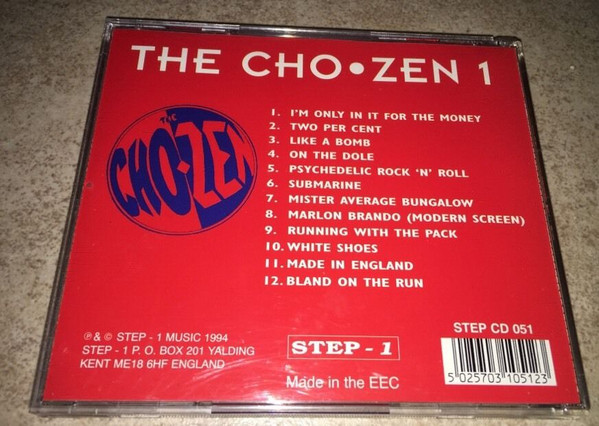 THE CHO•ZEN 1
THE
CHO•ZEN
1. I'M ONLY IN IT FOR THE MONEY
2. TWO PER CENT
3. LIKE A BOMB
4. ON THE DOLE
5. PSYCHEDELIC ROCK 'N' ROLL
6. SUBMARINE
7. MISTER AVERAGE BUNGALOW
8. MARLON BRANDO (MODERN SCREEN)
9. RUNNING WITH THE PACK
10. WHITE SHOES
11. MADE IN ENGLAND
12. BLAND ON THE RUN
℗ & © STEP - 1 MUSIC 1994
STEP - 1 P. O. BOX 201 YALDING
KENT ME18 6HF ENGLAND
STEP - 1
Made in the EEC
STEP CD 051
5 025703 105123